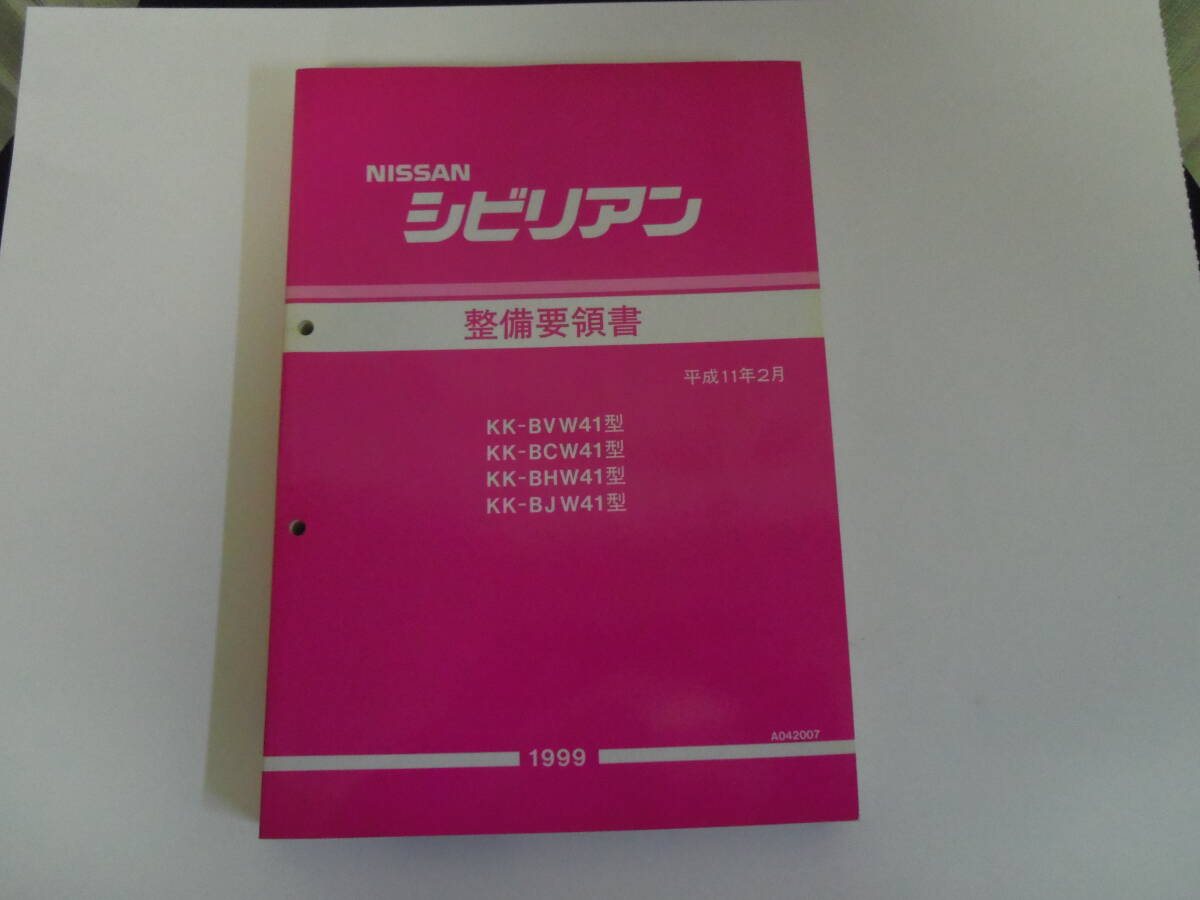 NISSAN
シビリアン
整備要領書
平成11年2月
KK-BVW41型
KK-BCW41型
KK-BHW41型
KK-BJW41型
A042007
1999